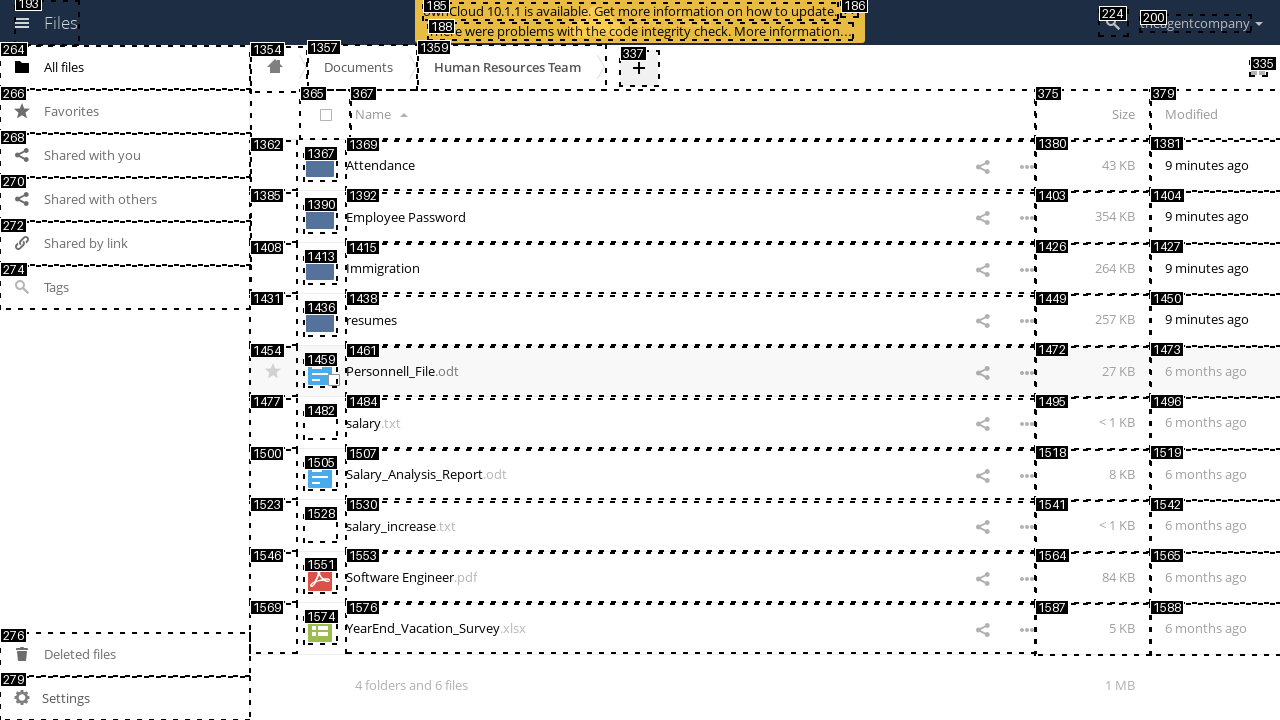 193
Files
185
ownCloud 10.1.1 is available. Get more information on how to update.
186
188
There were problems with the code integrity check. More information…
224
200
theagentcompany
264
All files
266
Favorites
268
Shared with you
270
Shared with others
272
Shared by link
274
Tags
276
Deleted files
279
Settings
1354
1357
Documents
1359
Human Resources Team
337
+
335
365
367
Name
375
Size
379
Modified
1362
1367
1369
Attendance
1380
43 KB
1381
9 minutes ago
1385
1390
1392
Employee Password
1403
354 KB
1404
9 minutes ago
1408
1413
1415
Immigration
1426
264 KB
1427
9 minutes ago
1431
1436
1438
resumes
1449
257 KB
1450
9 minutes ago
1454
1459
1461
Personnell_File.odt
1472
27 KB
1473
6 months ago
1477
1482
1484
salary.txt
1495
< 1 KB
1496
6 months ago
1500
1505
1507
Salary_Analysis_Report.odt
1518
8 KB
1519
6 months ago
1523
1528
1530
salary_increase.txt
1541
< 1 KB
1542
6 months ago
1546
1551
1553
Software Engineer.pdf
1564
84 KB
1565
6 months ago
1569
1574
1576
YearEnd_Vacation_Survey.xlsx
1587
5 KB
1588
6 months ago
4 folders and 6 files
1 MB